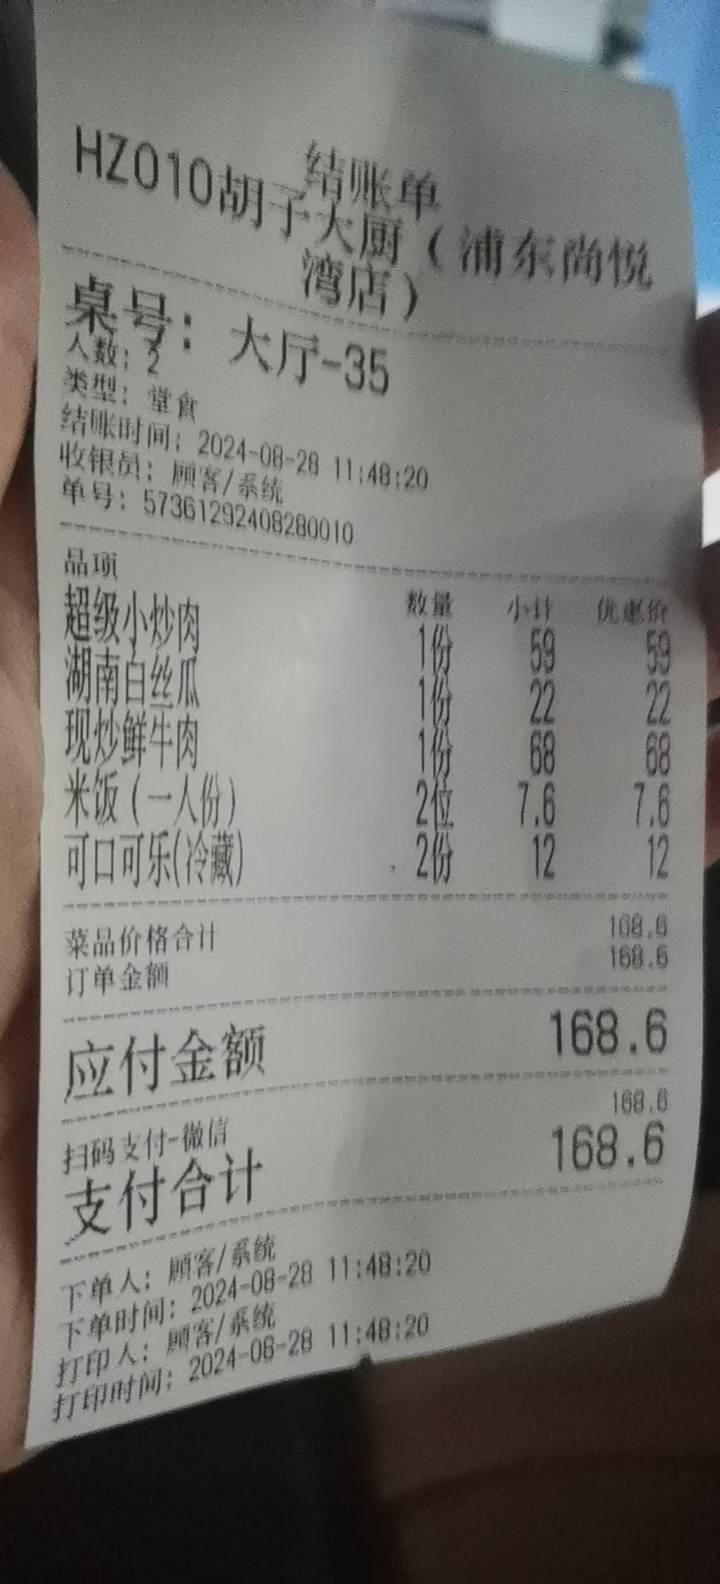 结账单
HZ010胡子大厨（浦东尚悦
湾店）
桌号：大厅-35
人数：2
类型：堂食
结账时间：2024-08-28 11:48:20
收银员：顾客/系统
单号：57361292408280010
品项 数量 小计 优惠价
超级小炒肉 1份 59 59
湖南白丝瓜 1份 22 22
现炒鲜牛肉 1份 68 68
米饭（一人份） 2位 7.6 7.6
可口可乐(冷藏) 2份 12 12
菜品价格合计 168.6
订单金额 168.6
应付金额 168.6
扫码支付-微信 168.6
支付合计 168.6
下单人：顾客/系统
下单时间：2024-08-28 11:48:20
打印人：顾客/系统
打印时间：2024-08-28 11:48:20